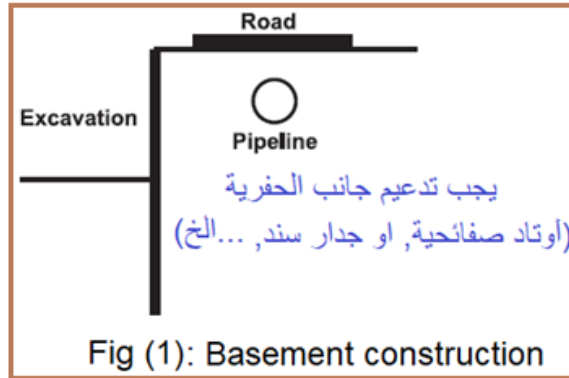 Road
Excavation
Pipeline
يجب تدعيم جانب الحفرية
(أوتاد صفائحية, او جدار سند, ...الخ)
Fig (1): Basement construction